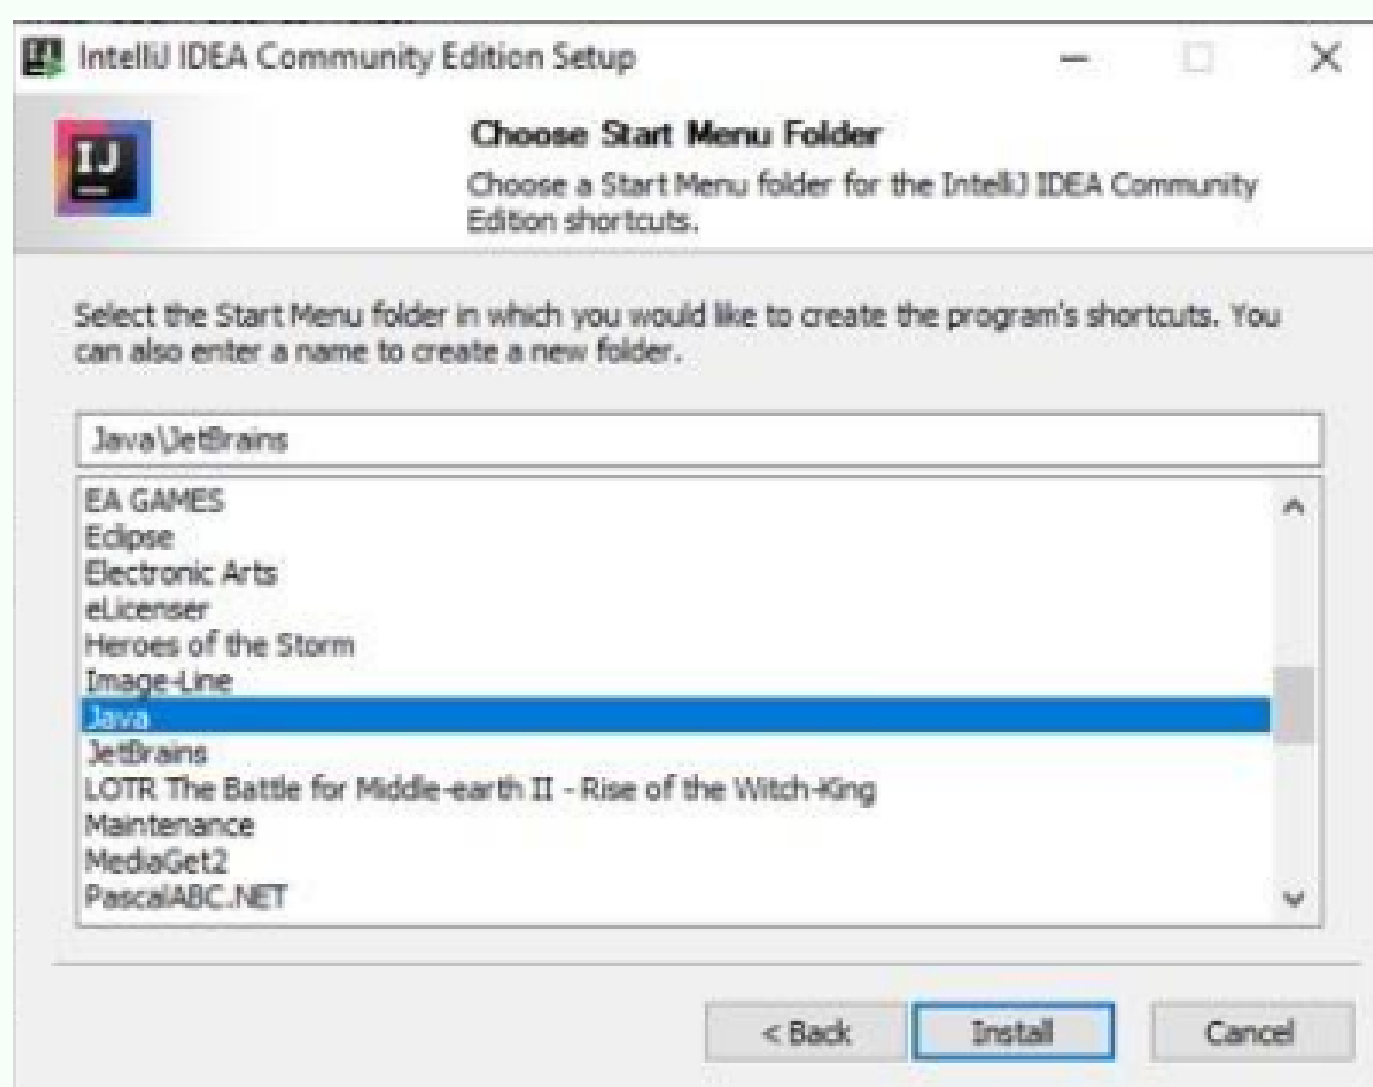 IntelliJ IDEA Community Edition Setup
IJ
Choose Start Menu Folder
Choose a Start Menu folder for the IntelliJ IDEA Community
Edition shortcuts.
Select the Start Menu folder in which you would like to create the program's shortcuts. You
can also enter a name to create a new folder.
Java\JetBrains
EA GAMES
Eclipse
Electronic Arts
eLicenser
Heroes of the Storm
Image-Line
Java
JetBrains
LOTR The Battle for Middle-earth II - Rise of the Witch-King
Maintenance
MediaGet2
PascalABC.NET
< Back Install Cancel